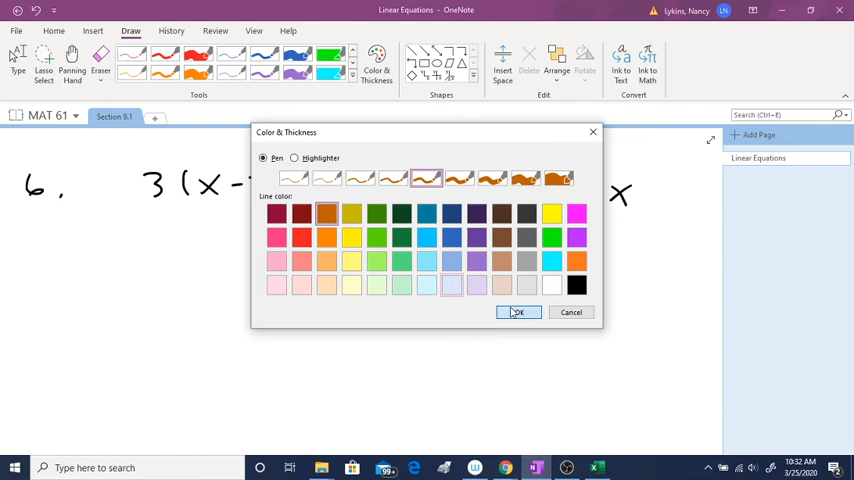 Linear Equations - OneNote
Lykins, Nancy
LN
File Home Insert Draw History Review View Help
Type
Lasso Select
Panning Hand
Eraser
Color & Thickness
Insert Space
Delete
Arrange
Rotate
Ink to Text
Ink to Math
Tools
Shapes
Edit
Convert
MAT 61
Section 9.1
Search (Ctrl+E)
Add Page
Linear Equations
Color & Thickness
Pen Highlighter
Line color:
OK Cancel
6. 3 (x - x
Type here to search
99+
10:32 AM
3/25/2020
2